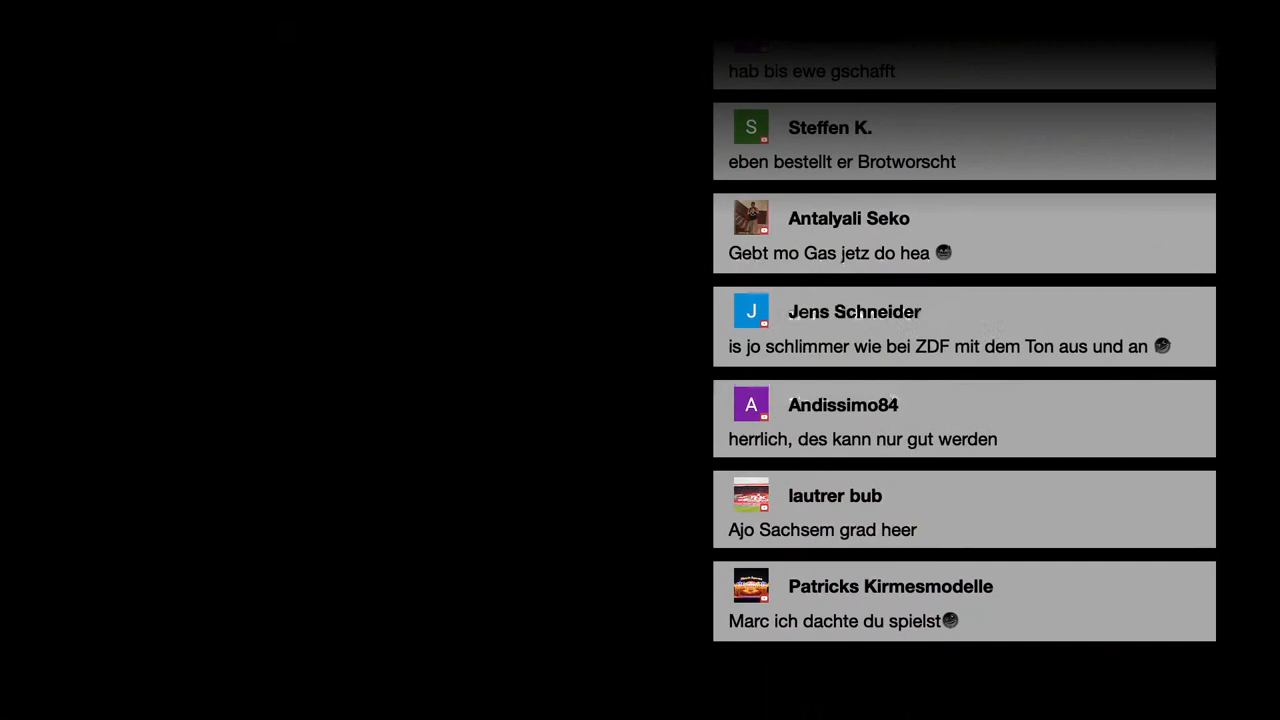 hab bis ewe gschafft
S
Steffen K.
eben bestellt er Brotworscht
Antalyali Seko
Gebt mo Gas jetz do hea
J
Jens Schneider
is jo schlimmer wie bei ZDF mit dem Ton aus und an
A
Andissimo84
herrlich, des kann nur gut werden
lautrer bub
Ajo Sachsem grad heer
Patricks Kirmesmodelle
Marc ich dachte du spielst